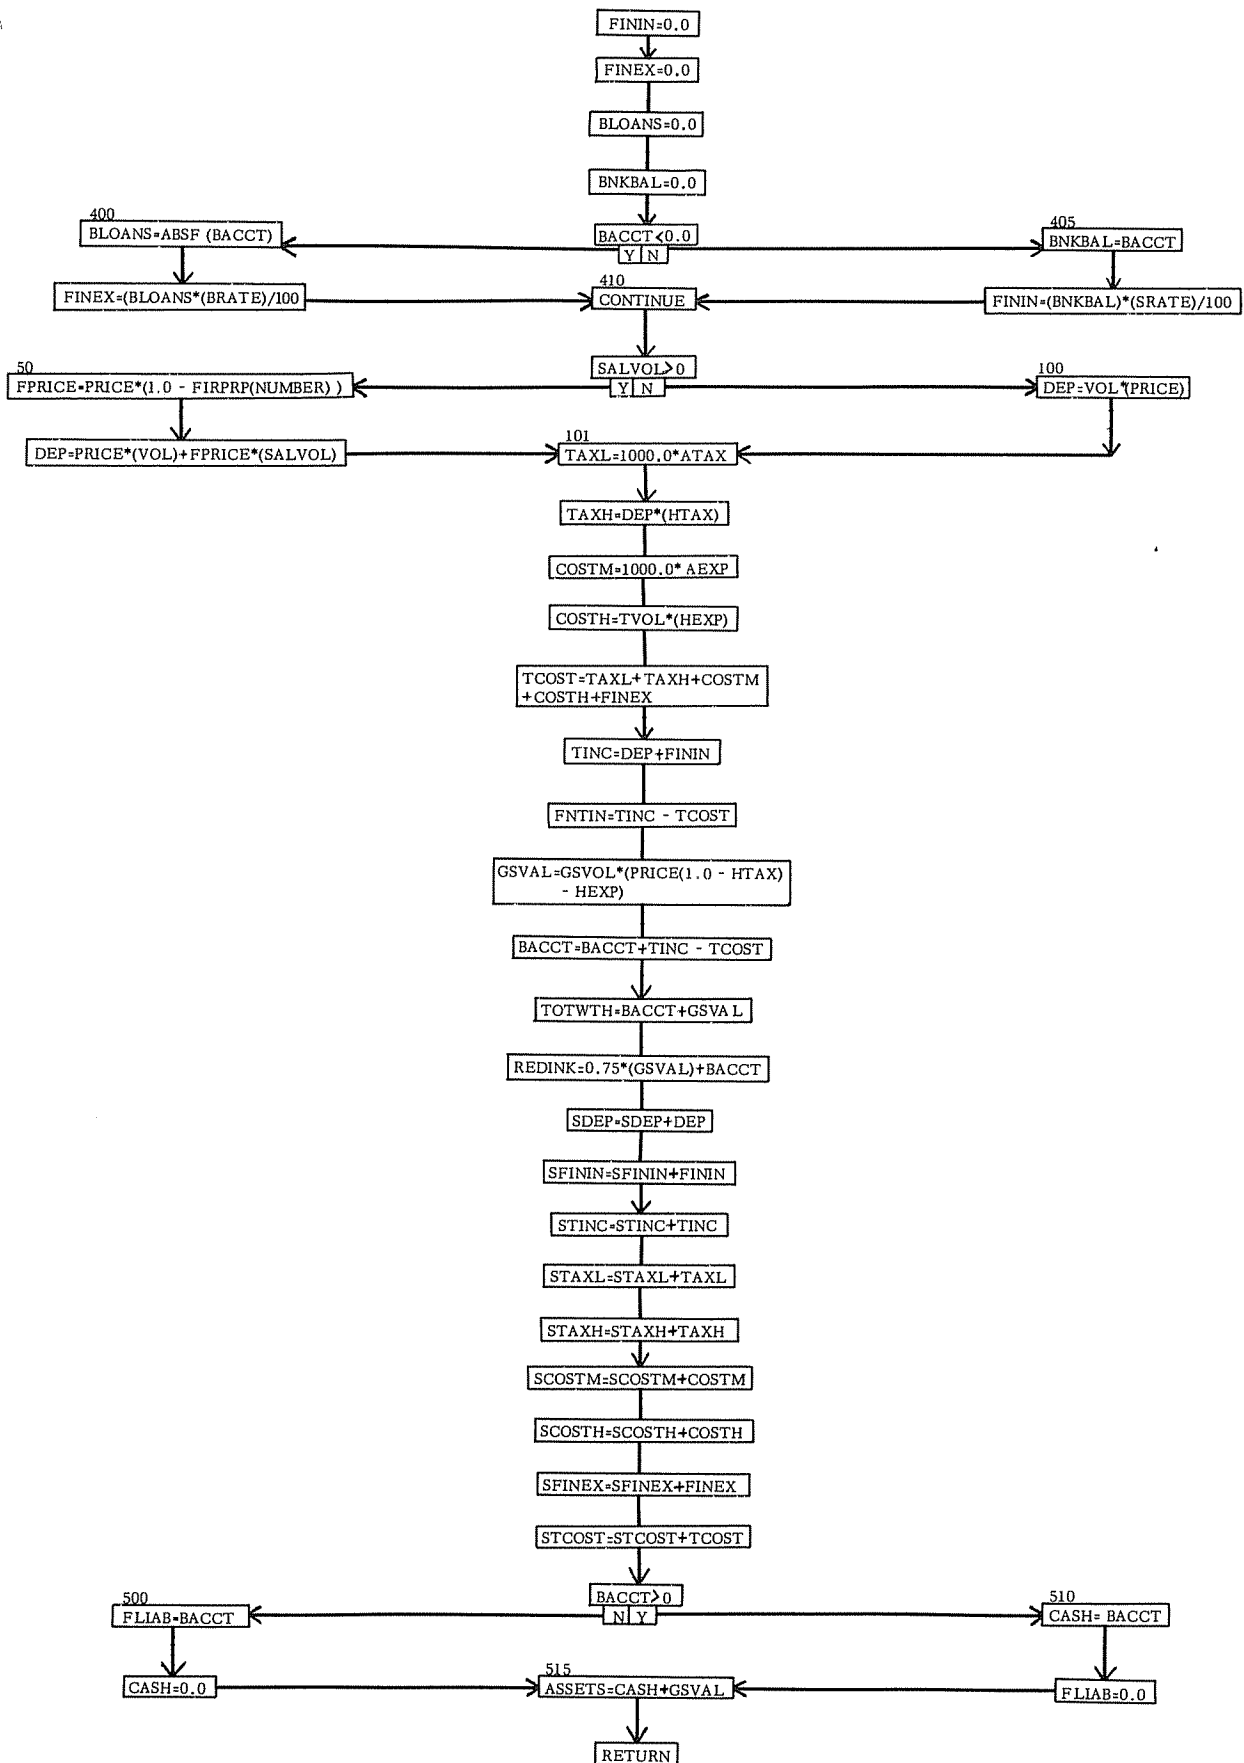 FININ=0.0
FINEX=0.0
BLOANS=0.0
BNKBAL=0.0
400
BLOANS=ABSF (BACCT)
BACCT<0.0
Y N
405
BNKBAL=BACCT
FINEX=(BLOANS*(BRATE)/100
410
CONTINUE
FININ=(BNKBAL)*(SRATE)/100
SALVOL>0
Y N
50
FPRICE=PRICE*(1.0 - FIRPRP(NUMBER) )
100
DEP=VOL*(PRICE)
DEP=PRICE*(VOL)+FPRICE*(SALVOL)
101
TAXL=1000.0*ATAX
TAXH=DEP*(HTAX)
COSTM=1000.0* AEXP
COSTH=TVOL*(HEXP)
TCOST=TAXL+TAXH+COSTM
+COSTH+FINEX
TINC=DEP+FININ
FNTIN=TINC - TCOST
GSVAL=GSVOL*(PRICE(1.0 - HTAX)
- HEXP)
BACCT=BACCT+TINC - TCOST
TOTWTH=BACCT+GSVAL
REDINK=0.75*(GSVAL)+BACCT
SDEP=SDEP+DEP
SFININ=SFININ+FININ
STINC=STINC+TINC
STAXL=STAXL+TAXL
STAXH=STAXH+TAXH
SCOSTM=SCOSTM+COSTM
SCOSTH=SCOSTH+COSTH
SFINEX=SFINEX+FINEX
STCOST=STCOST+TCOST
BACCT>0
N Y
500
FLIAB=BACCT
510
CASH= BACCT
CASH=0.0
515
ASSETS=CASH+GSVAL
FLIAB=0.0
RETURN